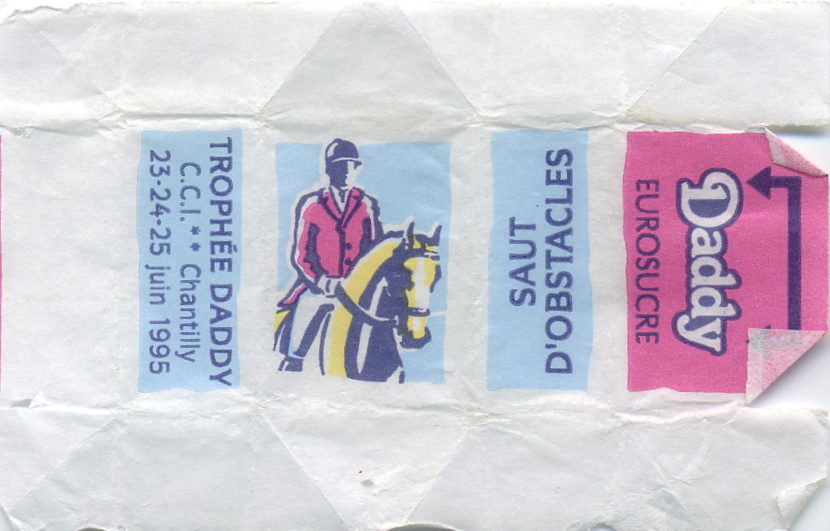 TROPHÉE DADDY
C.C.I.** Chantilly
23-24-25 juin 1995
SAUT
D'OBSTACLES
Daddy
EUROSUCRE